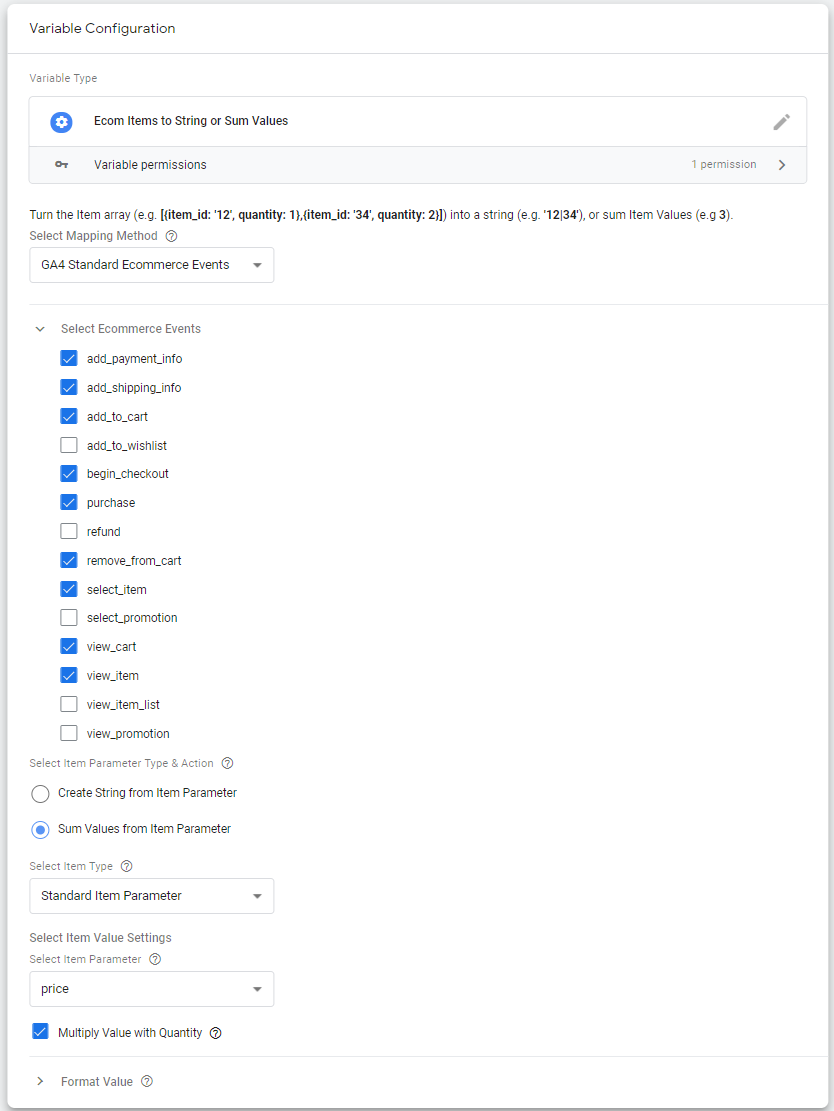 Variable Configuration
Variable Type
Ecom Items to String or Sum Values
Variable permissions 1 permission
Turn the Item array (e.g. [{item_id: '12', quantity: 1},{item_id: '34', quantity: 2}]) into a string (e.g. '12|34'), or sum Item Values (e.g 3).
Select Mapping Method
GA4 Standard Ecommerce Events
Select Ecommerce Events
add_payment_info
add_shipping_info
add_to_cart
add_to_wishlist
begin_checkout
purchase
refund
remove_from_cart
select_item
select_promotion
view_cart
view_item
view_item_list
view_promotion
Select Item Parameter Type & Action
Create String from Item Parameter
Sum Values from Item Parameter
Select Item Type
Standard Item Parameter
Select Item Value Settings
Select Item Parameter
price
Multiply Value with Quantity
Format Value